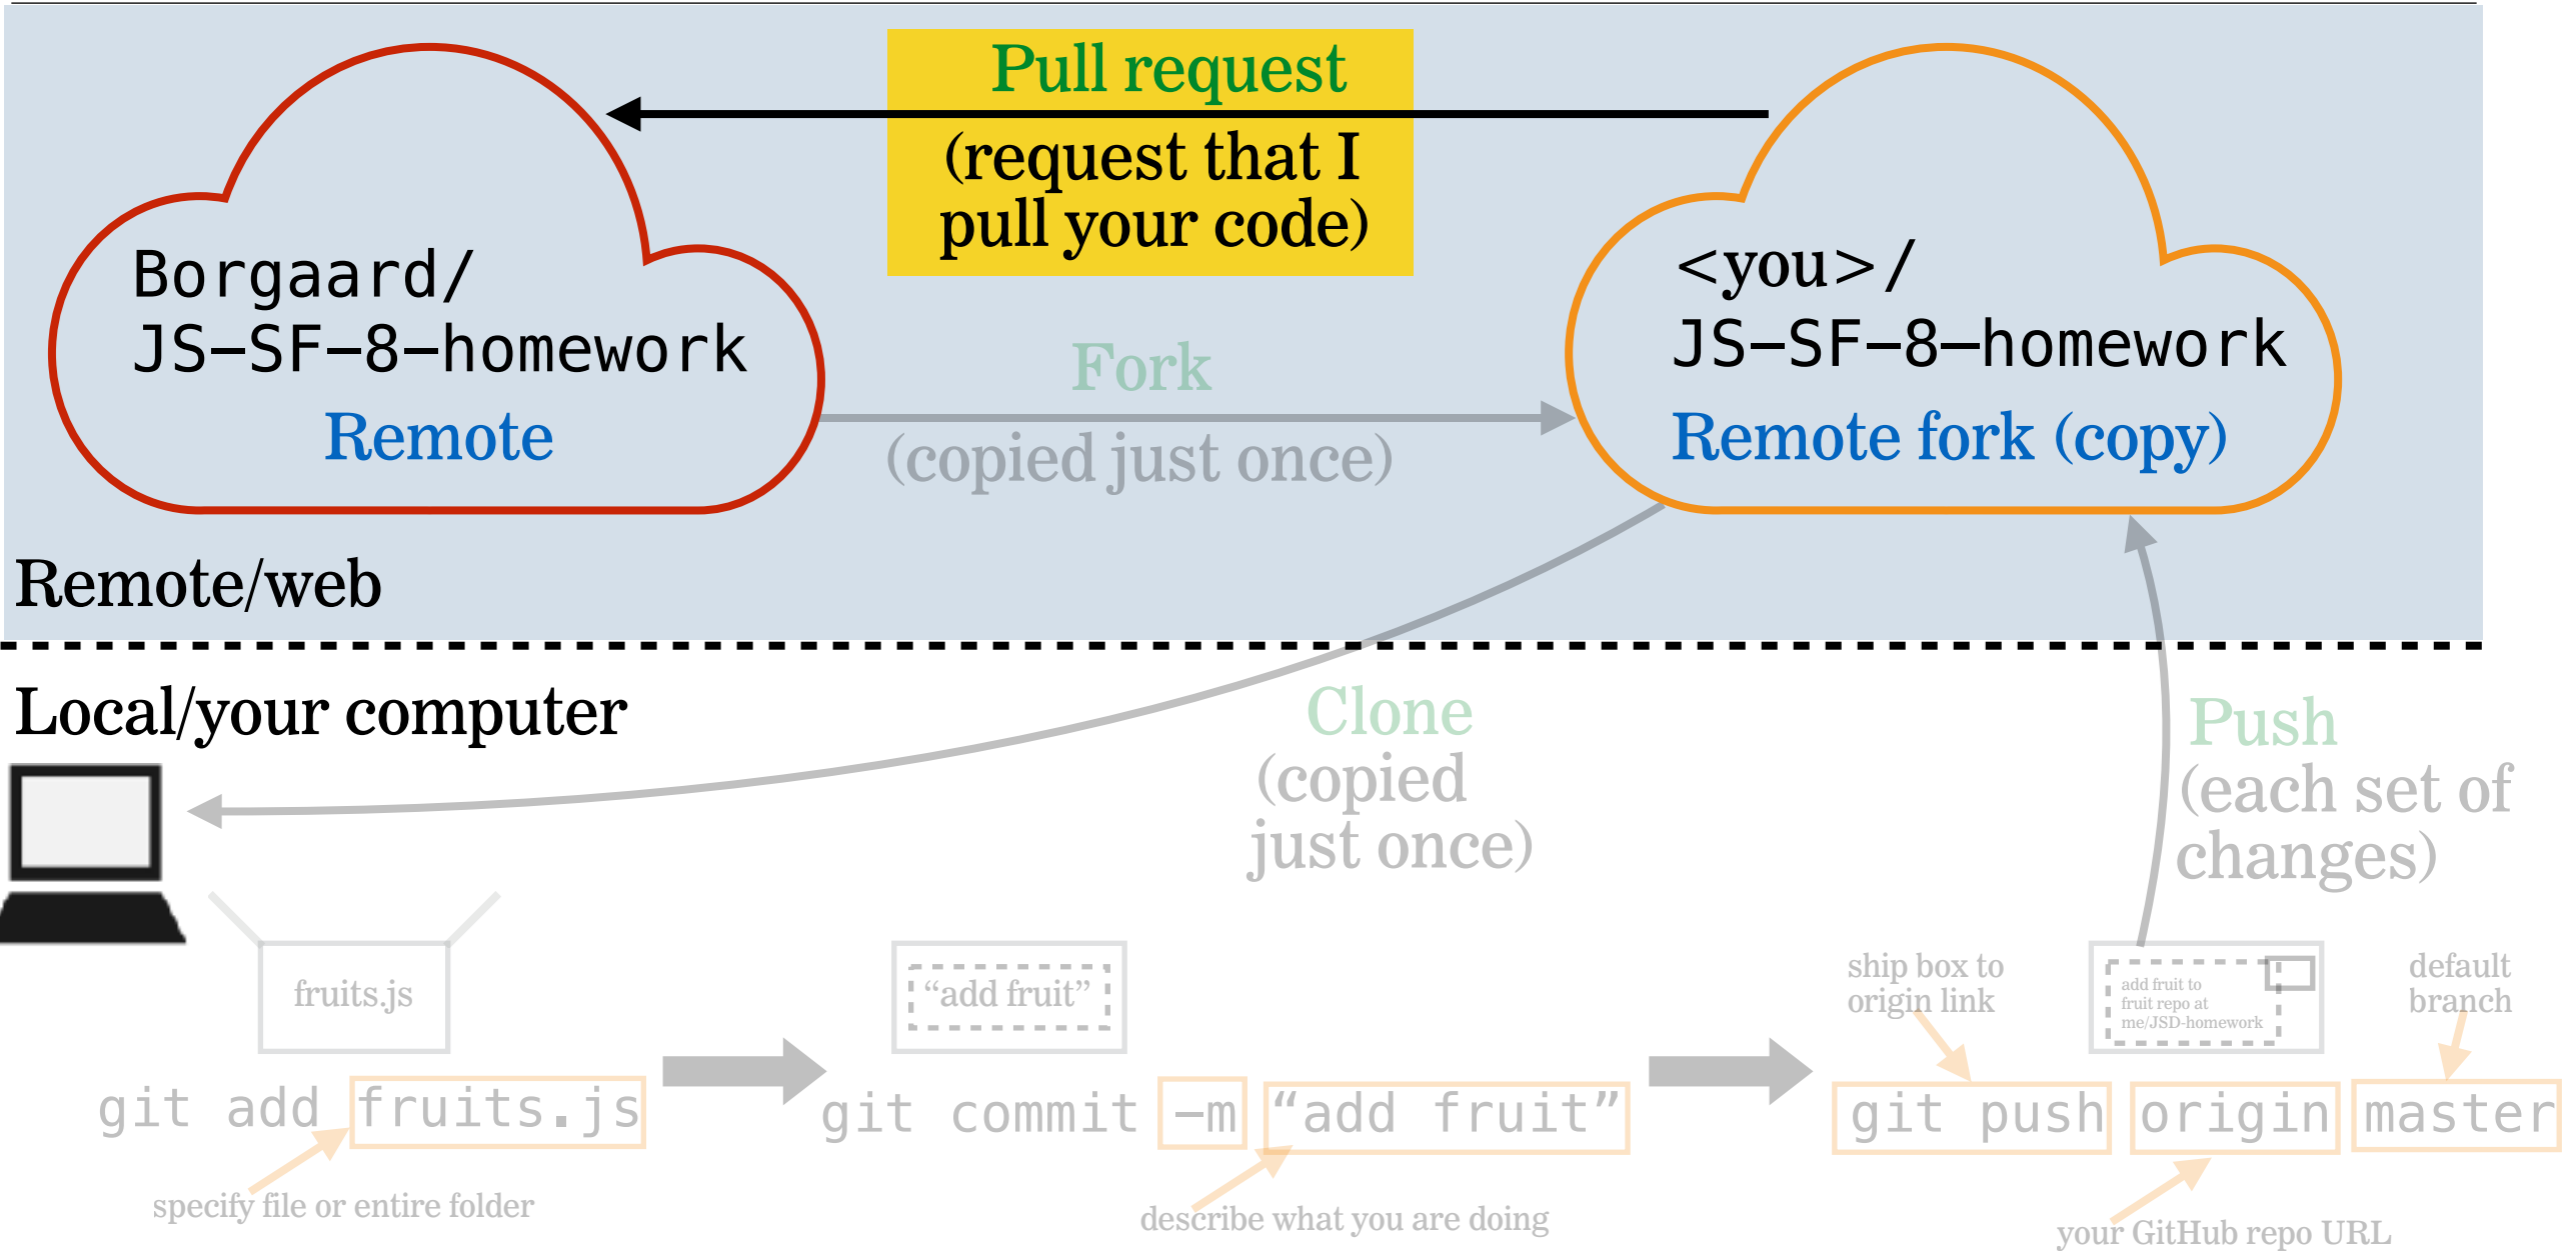 Pull request
(request that I
pull your code)
Borgaard/
JS–SF–8–homework
Remote
<you>/
JS–SF–8–homework
Remote fork (copy)
Fork
(copied just once)
Remote/web
Local/your computer
Clone
(copied
just once)
Push
(each set of
changes)
fruits.js
“add fruit”
ship box to
origin link
add fruit to
fruit repo at
me/JSD-homework
default
branch
git add fruits.js
git commit –m “add fruit”
git push origin master
specify file or entire folder
describe what you are doing
your GitHub repo URL